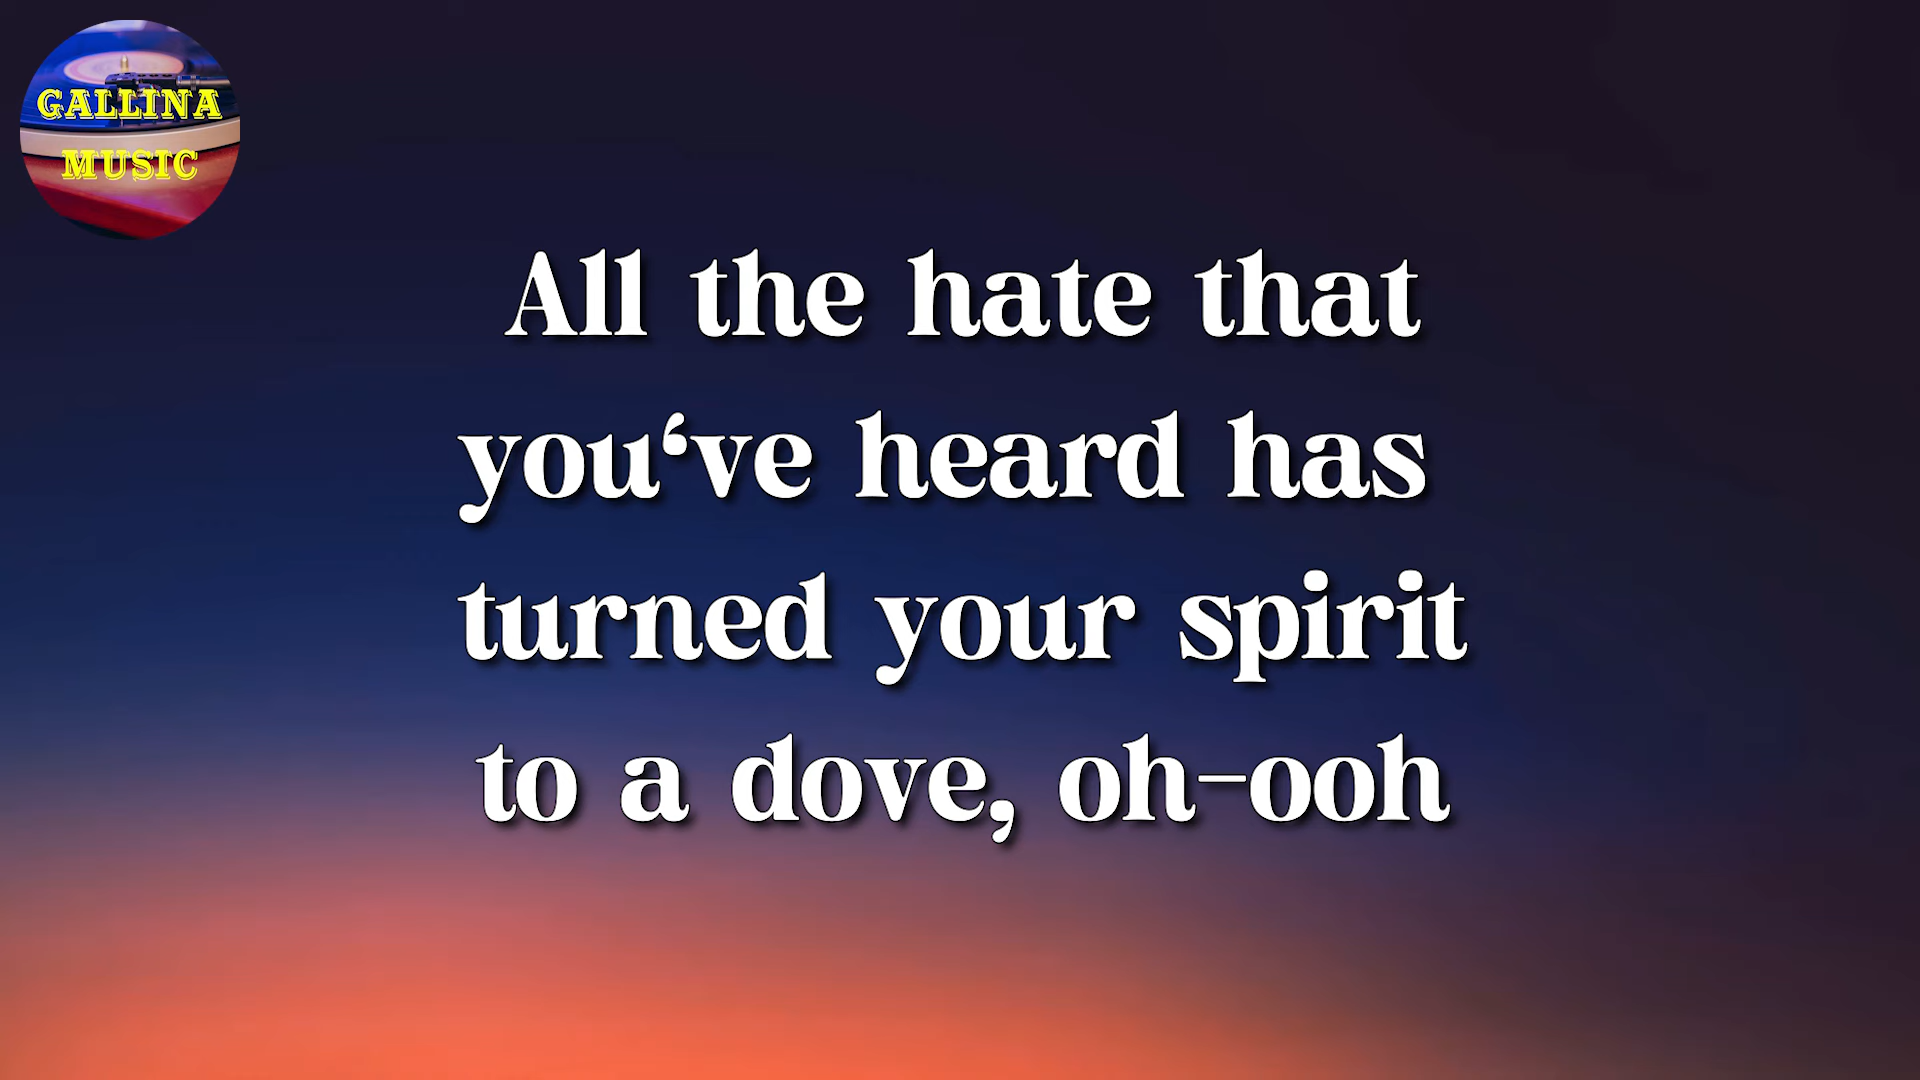 GALLINA
MUSIC
All the hate that
you‘ve heard has
turned your spirit
to a dove, oh-ooh